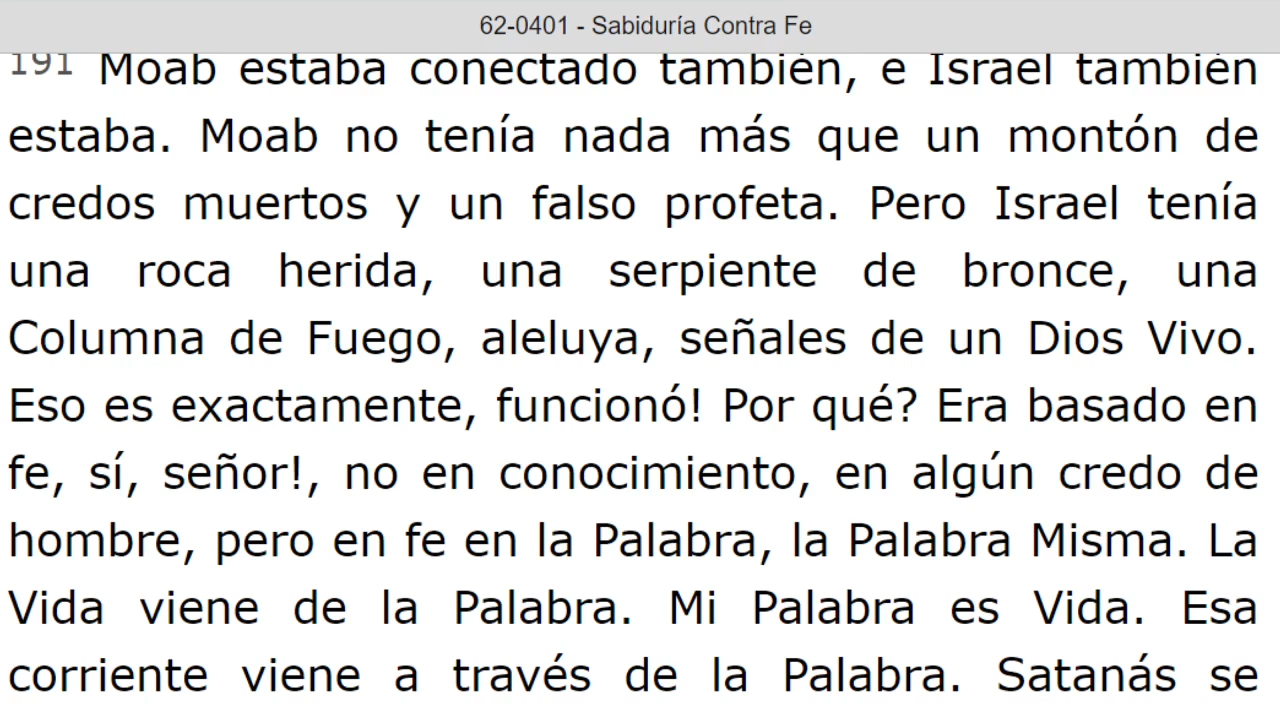 62-0401 - Sabiduría Contra Fe
191 Moab estaba conectado también, e Israel también
estaba. Moab no tenía nada más que un montón de
credos muertos y un falso profeta. Pero Israel tenía
una roca herida, una serpiente de bronce, una
Columna de Fuego, aleluya, señales de un Dios Vivo.
Eso es exactamente, funcionó! Por qué? Era basado en
fe, sí, señor!, no en conocimiento, en algún credo de
hombre, pero en fe en la Palabra, la Palabra Misma. La
Vida viene de la Palabra. Mi Palabra es Vida. Esa
corriente viene a través de la Palabra. Satanás se